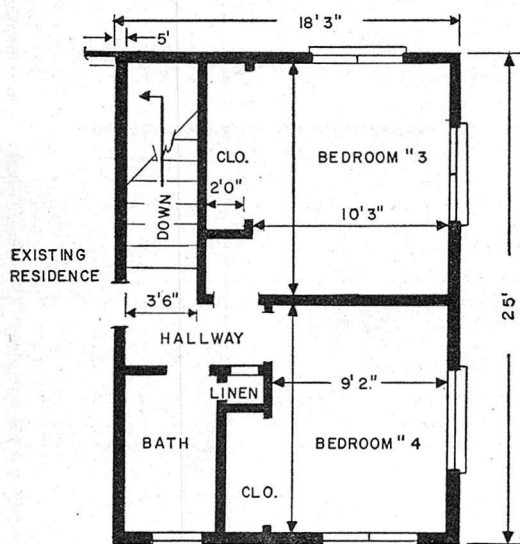 18'3"
5'
CLO.
BEDROOM "3
2'0"
DOWN
10'3"
EXISTING
RESIDENCE
25'
3'6"
HALLWAY
LINEN
9'2."
BATH
BEDROOM "4
CLO.